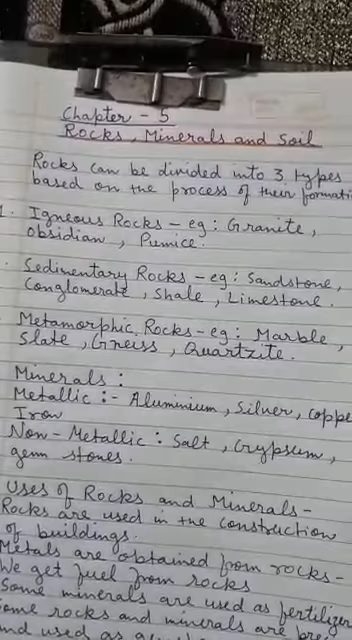 Chapter - 5
Rocks, Minerals and Soil
Rocks can be divided into 3 types
based on the process of their formati
1. Igneous Rocks - eg: Granite,
Obsidian, Pumice.
Sedimentary Rocks - eg: Sandstone,
Conglomerate, Shale, Limestone.
Metamorphic Rocks - eg: Marble,
Slate, Gneiss, Quartzite.
Minerals:
Metallic :- Aluminium, Silver, coppe
Iron
Non-Metallic: Salt, Crypsum,
gem stones.
Uses of Rocks and Minerals -
Rocks are used in the construction
of buildings.
Metals are obtained from rocks -
We get fuel from rocks
Some minerals are used as fertilizer
Some rocks and minerals are
and used as